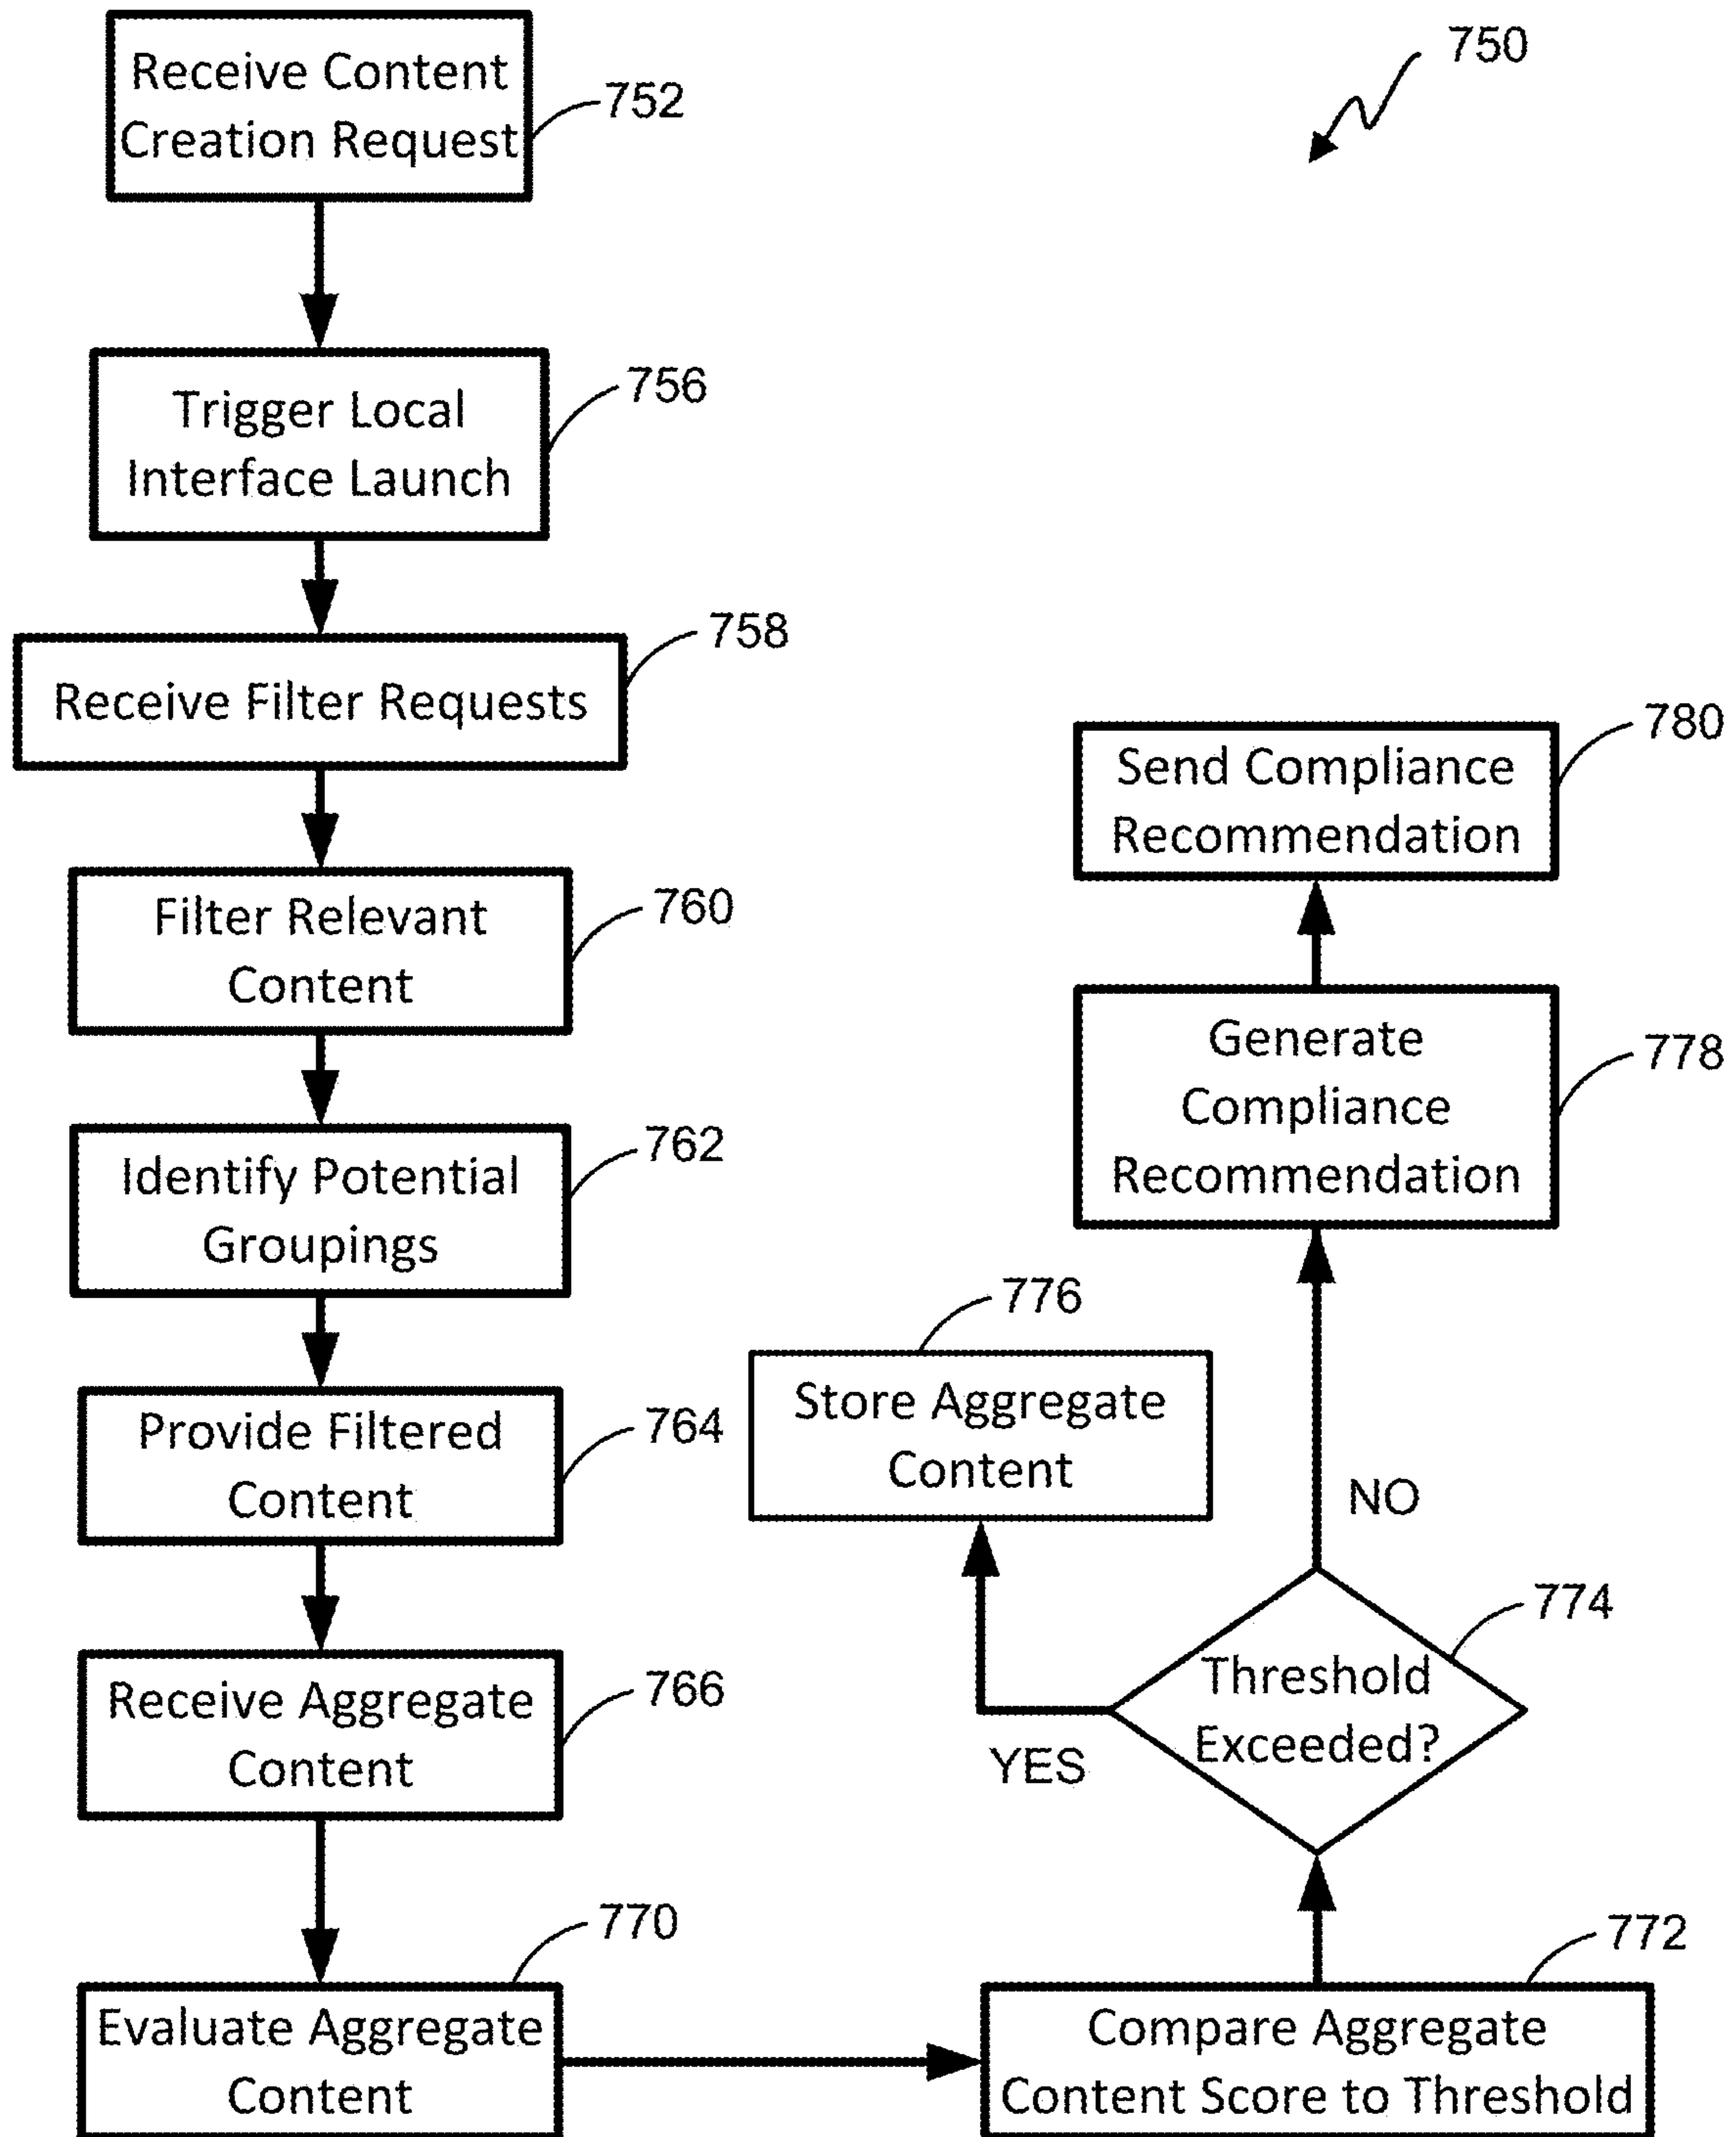 750
Receive Content
Creation Request
752
Trigger Local
Interface Launch
756
Receive Filter Requests
758
Filter Relevant
Content
760
Identify Potential
Groupings
762
Provide Filtered
Content
764
Receive Aggregate
Content
766
Evaluate Aggregate
Content
770
Compare Aggregate
Content Score to Threshold
772
Threshold
Exceeded?
774
YES
NO
Store Aggregate
Content
776
Generate
Compliance
Recommendation
778
Send Compliance
Recommendation
780